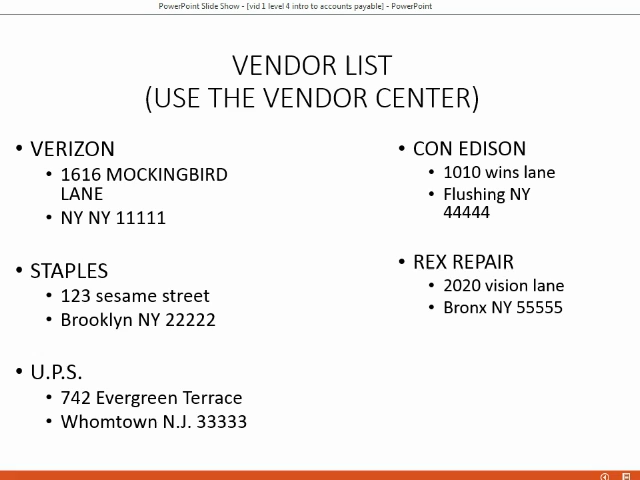 PowerPoint Slide Show - [vid 1 level 4 intro to accounts payable] - PowerPoint
VENDOR LIST
(USE THE VENDOR CENTER)
• VERIZON
• 1616 MOCKINGBIRD
LANE
• NY NY 11111
• STAPLES
• 123 sesame street
• Brooklyn NY 22222
• U.P.S.
• 742 Evergreen Terrace
• Whomtown N.J. 33333
• CON EDISON
• 1010 wins lane
• Flushing NY
44444
• REX REPAIR
• 2020 vision lane
• Bronx NY 55555